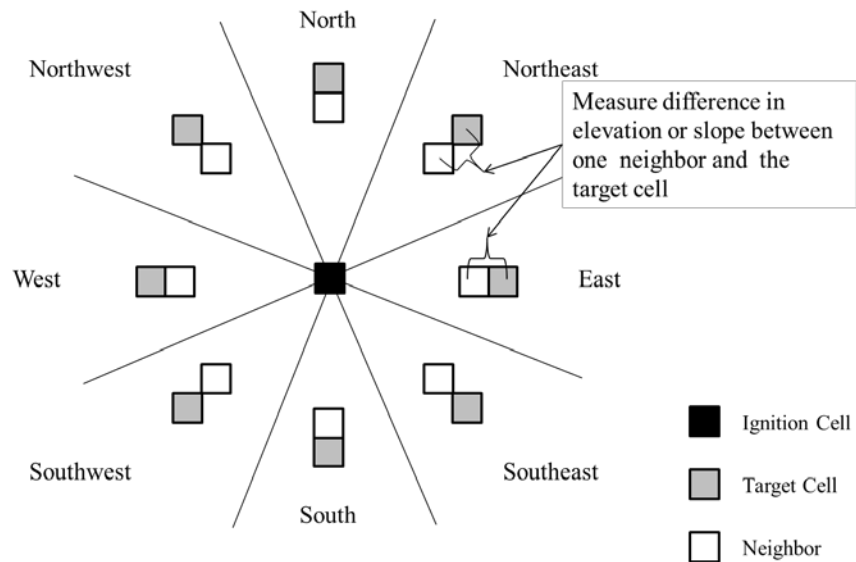 North
Northwest
Northeast
Measure difference in
elevation or slope between
one neighbor and the
target cell
West
East
Southwest
Southeast
South
Ignition Cell
Target Cell
Neighbor